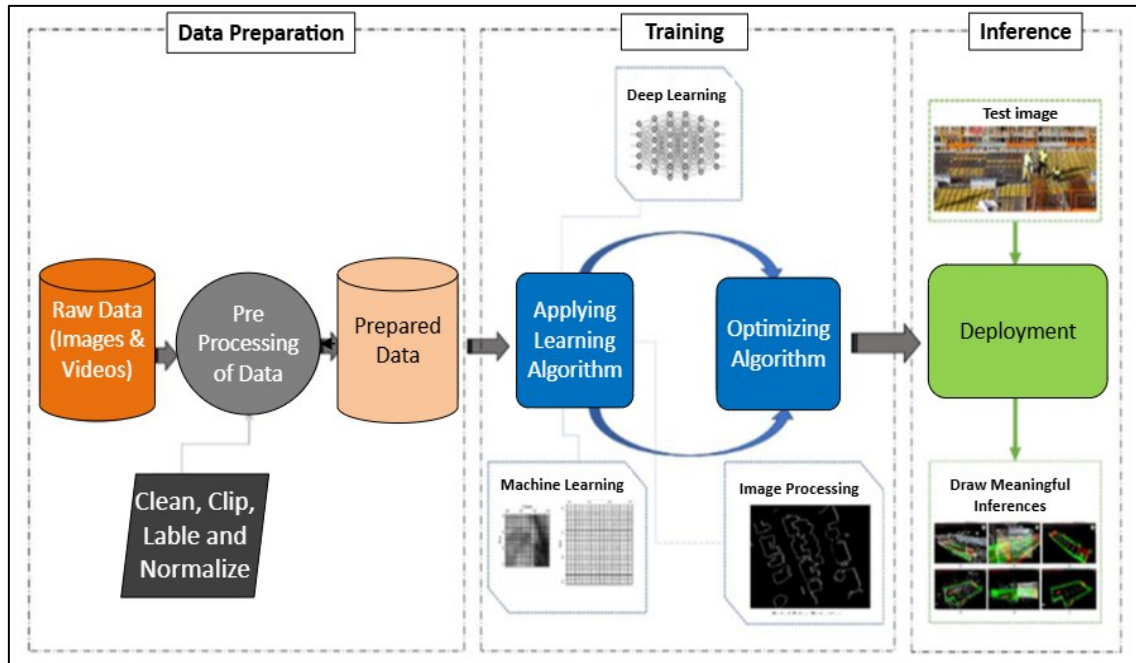 Data Preparation
Training
Inference
Deep Learning
Test image
Raw Data
(Images &
Videos)
Pre
Processing
of Data
Prepared
Data
Applying
Learning
Algorithm
Optimizing
Algorithm
Deployment
Clean, Clip,
Lable and
Normalize
Machine Learning
Image Processing
Draw Meaningful
Inferences